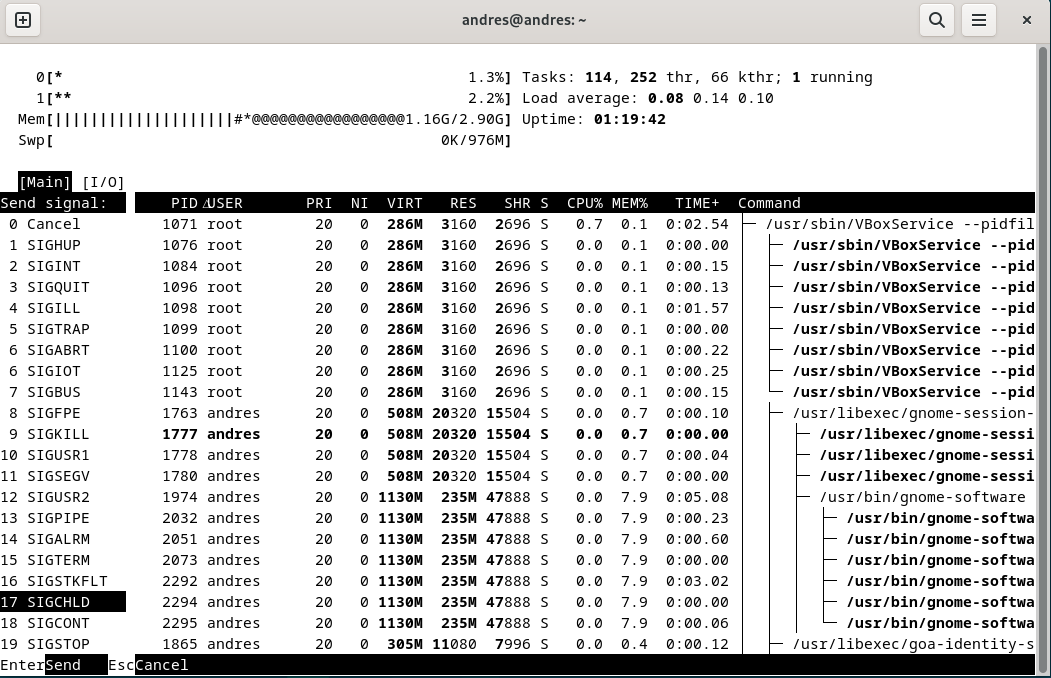 andres@andres: ~
0[* 1.3%] Tasks: 114, 252 thr, 66 kthr; 1 running
1[** 2.2%] Load average: 0.08 0.14 0.10
Mem[||||||||||||||||||||#*@@@@@@@@@@@@@@@@@1.16G/2.90G] Uptime: 01:19:42
Swp[ 0K/976M]
[Main] [I/O]
Send signal: PID △USER PRI NI VIRT RES SHR S CPU% MEM% TIME+ Command
0 Cancel 1071 root 20 0 286M 3160 2696 S 0.7 0.1 0:02.54 ├─ /usr/sbin/VBoxService --pidfil
1 SIGHUP 1076 root 20 0 286M 3160 2696 S 0.0 0.1 0:00.00 │ ├─ /usr/sbin/VBoxService --pid
2 SIGINT 1084 root 20 0 286M 3160 2696 S 0.0 0.1 0:00.15 │ ├─ /usr/sbin/VBoxService --pid
3 SIGQUIT 1096 root 20 0 286M 3160 2696 S 0.0 0.1 0:00.13 │ ├─ /usr/sbin/VBoxService --pid
4 SIGILL 1098 root 20 0 286M 3160 2696 S 0.0 0.1 0:01.57 │ ├─ /usr/sbin/VBoxService --pid
5 SIGTRAP 1099 root 20 0 286M 3160 2696 S 0.0 0.1 0:00.00 │ ├─ /usr/sbin/VBoxService --pid
6 SIGABRT 1100 root 20 0 286M 3160 2696 S 0.0 0.1 0:00.22 │ ├─ /usr/sbin/VBoxService --pid
6 SIGIOT 1125 root 20 0 286M 3160 2696 S 0.0 0.1 0:00.25 │ ├─ /usr/sbin/VBoxService --pid
7 SIGBUS 1143 root 20 0 286M 3160 2696 S 0.0 0.1 0:00.15 │ └─ /usr/sbin/VBoxService --pid
8 SIGFPE 1763 andres 20 0 508M 20320 15504 S 0.0 0.7 0:00.10 │ ├─ /usr/libexec/gnome-session-
9 SIGKILL 1777 andres 20 0 508M 20320 15504 S 0.0 0.7 0:00.00 │ │ ├─ /usr/libexec/gnome-sessi
10 SIGUSR1 1778 andres 20 0 508M 20320 15504 S 0.0 0.7 0:00.04 │ │ ├─ /usr/libexec/gnome-sessi
11 SIGSEGV 1780 andres 20 0 508M 20320 15504 S 0.0 0.7 0:00.00 │ │ ├─ /usr/libexec/gnome-sessi
12 SIGUSR2 1974 andres 20 0 1130M 235M 47888 S 0.0 7.9 0:05.08 │ │ ├─ /usr/bin/gnome-software
13 SIGPIPE 2032 andres 20 0 1130M 235M 47888 S 0.0 7.9 0:00.23 │ │ │ ├─ /usr/bin/gnome-softwa
14 SIGALRM 2051 andres 20 0 1130M 235M 47888 S 0.0 7.9 0:00.60 │ │ │ ├─ /usr/bin/gnome-softwa
15 SIGTERM 2073 andres 20 0 1130M 235M 47888 S 0.0 7.9 0:00.00 │ │ │ ├─ /usr/bin/gnome-softwa
16 SIGSTKFLT 2292 andres 20 0 1130M 235M 47888 S 0.0 7.9 0:03.02 │ │ │ ├─ /usr/bin/gnome-softwa
17 SIGCHLD 2294 andres 20 0 1130M 235M 47888 S 0.0 7.9 0:00.00 │ │ │ ├─ /usr/bin/gnome-softwa
18 SIGCONT 2295 andres 20 0 1130M 235M 47888 S 0.0 7.9 0:00.06 │ │ │ └─ /usr/bin/gnome-softwa
19 SIGSTOP 1865 andres 20 0 305M 11080 7996 S 0.0 0.4 0:00.12 │ ├─ /usr/libexec/goa-identity-s
EnterSend EscCancel